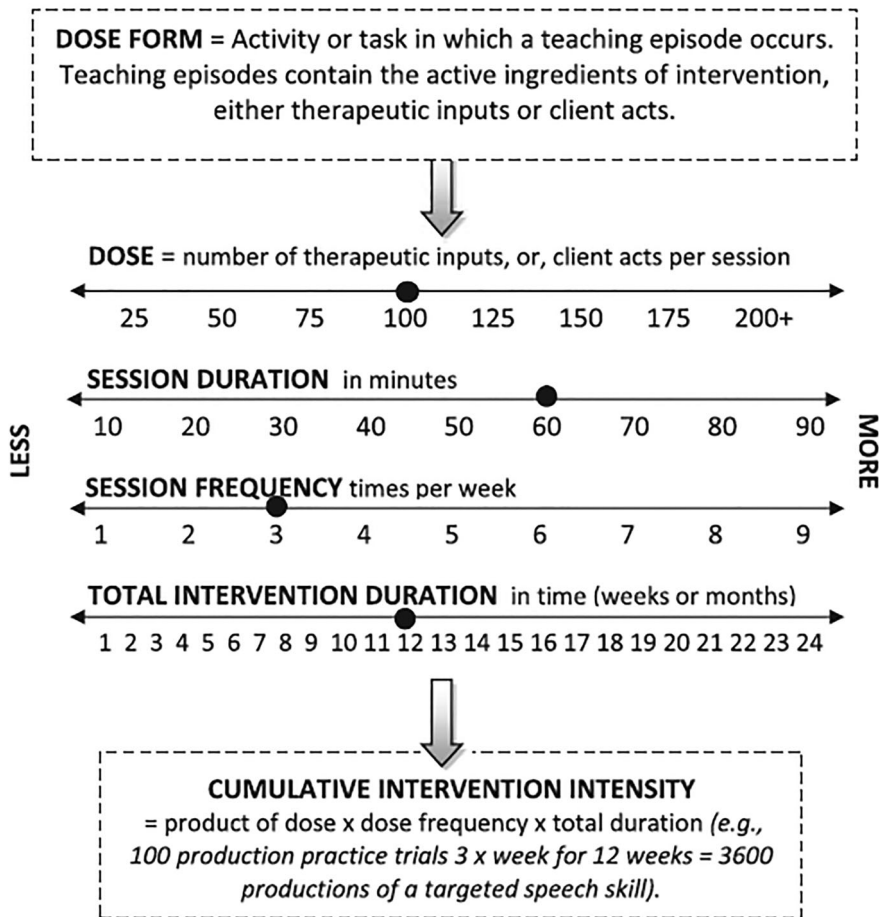 DOSE FORM = Activity or task in which a teaching episode occurs.
Teaching episodes contain the active ingredients of intervention,
either therapeutic inputs or client acts.
DOSE = number of therapeutic inputs, or, client acts per session
25 50 75 100 125 150 175 200+
SESSION DURATION in minutes
10 20 30 40 50 60 70 80 90
LESS
MORE
SESSION FREQUENCY times per week
1 2 3 4 5 6 7 8 9
TOTAL INTERVENTION DURATION in time (weeks or months)
1 2 3 4 5 6 7 8 9 10 11 12 13 14 15 16 17 18 19 20 21 22 23 24
CUMULATIVE INTERVENTION INTENSITY
= product of dose x dose frequency x total duration (e.g.,
100 production practice trials 3 x week for 12 weeks = 3600
productions of a targeted speech skill).